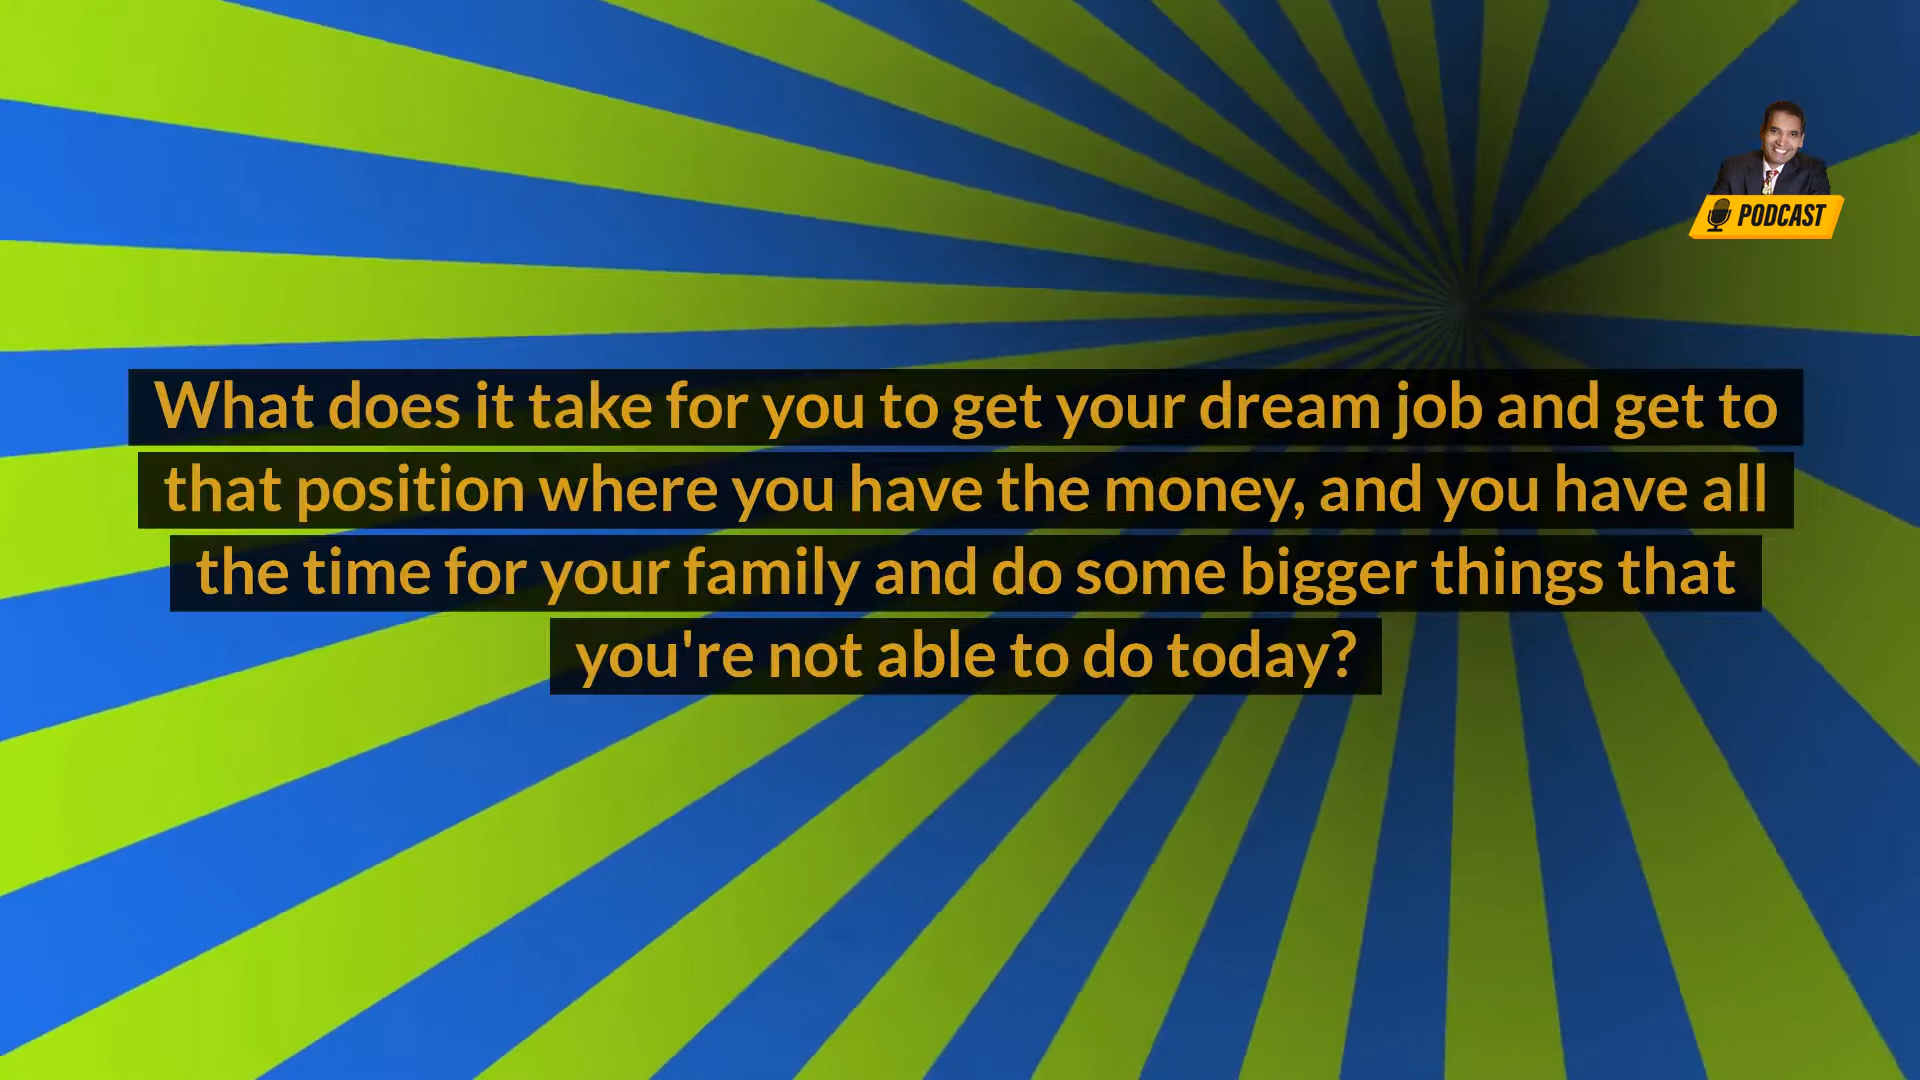 PODCAST
What does it take for you to get your dream job and get to
that position where you have the money, and you have all
the time for your family and do some bigger things that
you're not able to do today?